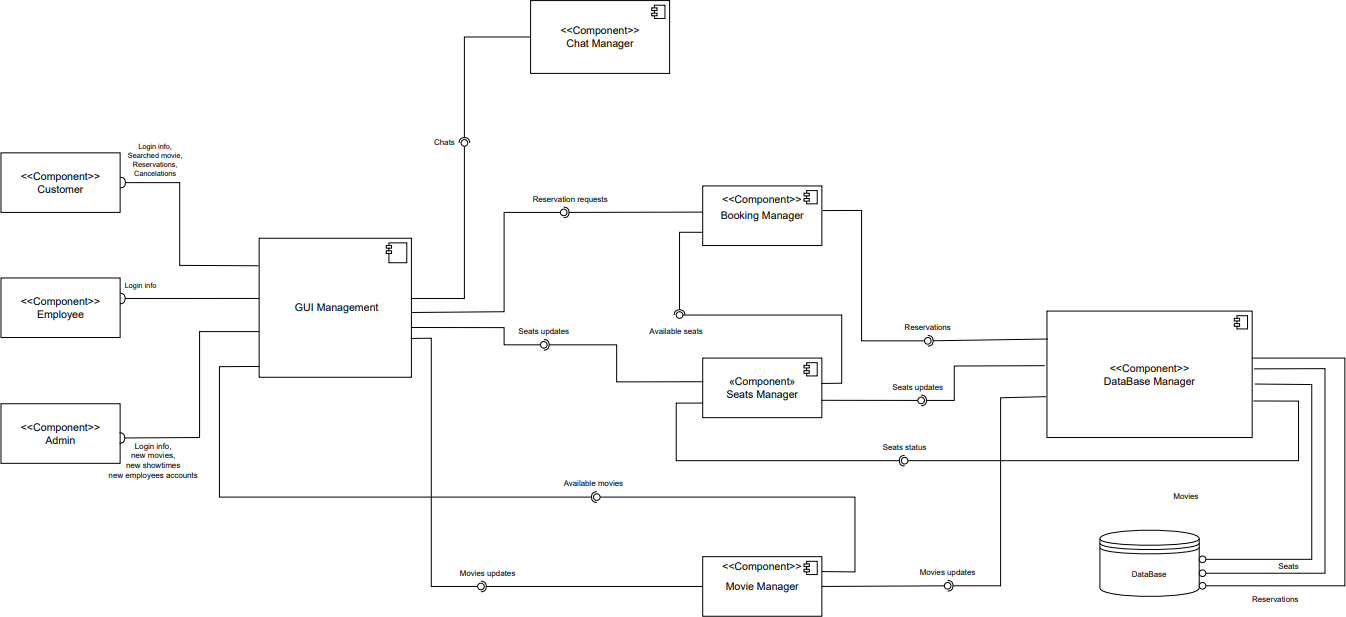 <<Component>>
Chat Manager
Chats
Login info,
Searched movie,
Reservations,
Cancelations
<<Component>>
Customer
Reservation requests
<<Component>>
Booking Manager
<<Component>>
Employee
Login info
GUI Management
Seats updates
Available seats
Reservations
<<Component>>
DataBase Manager
«Component»
Seats Manager
Seats updates
<<Component>>
Admin
Login info,
new movies,
new showtimes
new employees accounts
Seats status
Available movies
Movies
<<Component>>
Movie Manager
Movies updates
Movies updates
DataBase
Seats
Reservations